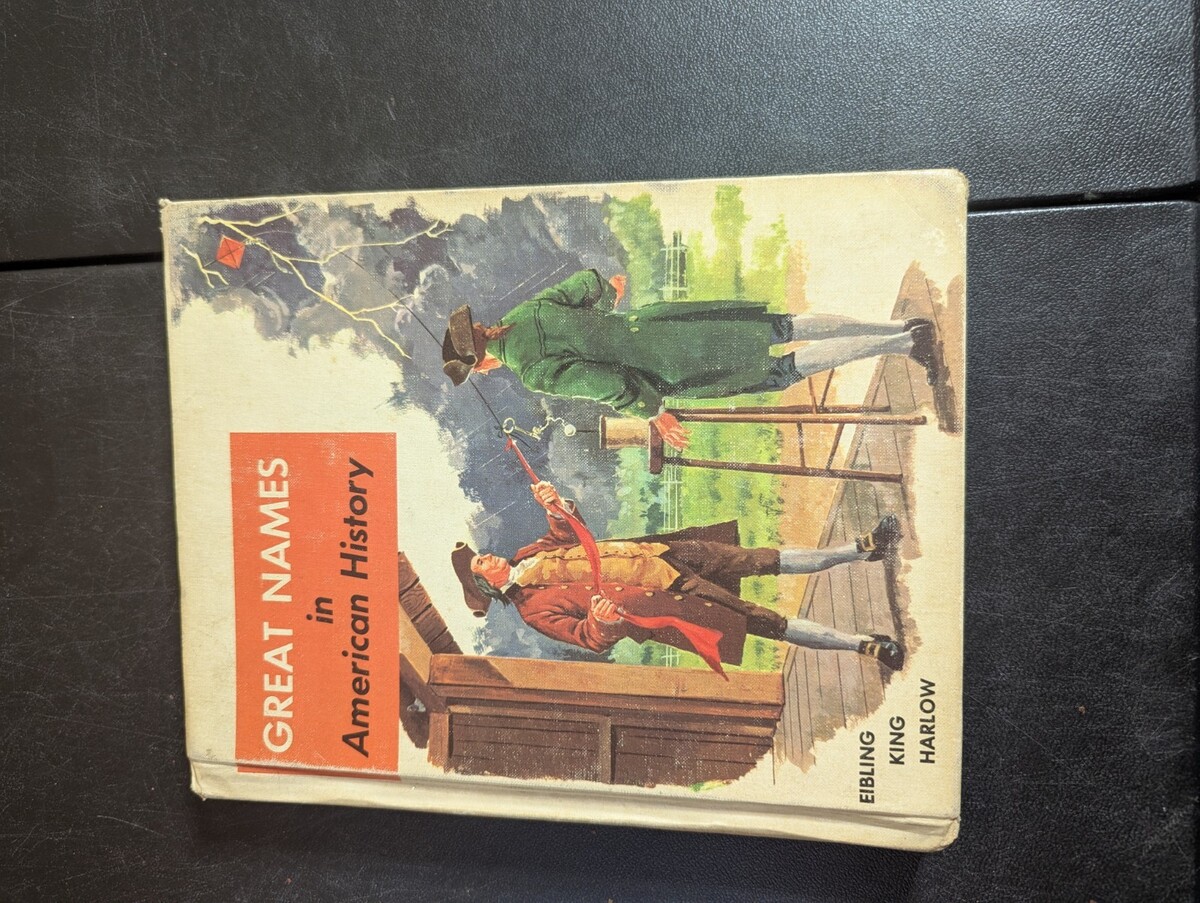 GREAT NAMES
in
American History
EIBLING
KING
HARLOW